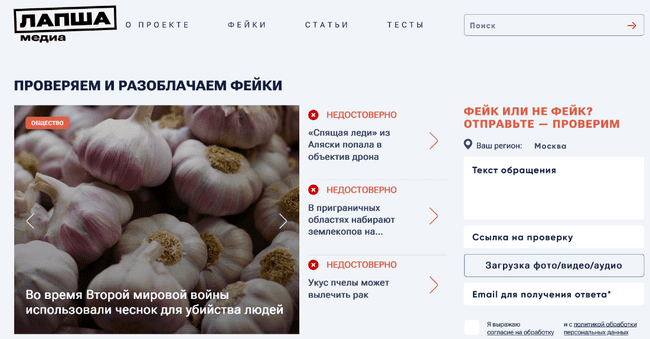 ЛАПША
медиа
О ПРОЕКТЕ
ФЕЙКИ
СТАТЬИ
ТЕСТЫ
Поиск
ПРОВЕРЯЕМ И РАЗОБЛАЧАЕМ ФЕЙКИ
ОБЩЕСТВО
Во время Второй мировой войны
использовали чеснок для убийства людей
НЕДОСТОВЕРНО
«Спящая леди» из
Аляски попала в
объектив дрона
НЕДОСТОВЕРНО
В приграничных
областях набирают
землекопов на...
НЕДОСТОВЕРНО
Укус пчелы может
вылечить рак
ФЕЙК ИЛИ НЕ ФЕЙК?
ОТПРАВЬТЕ — ПРОВЕРИМ
Ваш регион: Москва
Текст обращения
Ссылка на проверку
Загрузка фото/видео/аудио
Email для получения ответа*
Я выражаю
согласие на обработку
и с политикой обработки
персональных данных